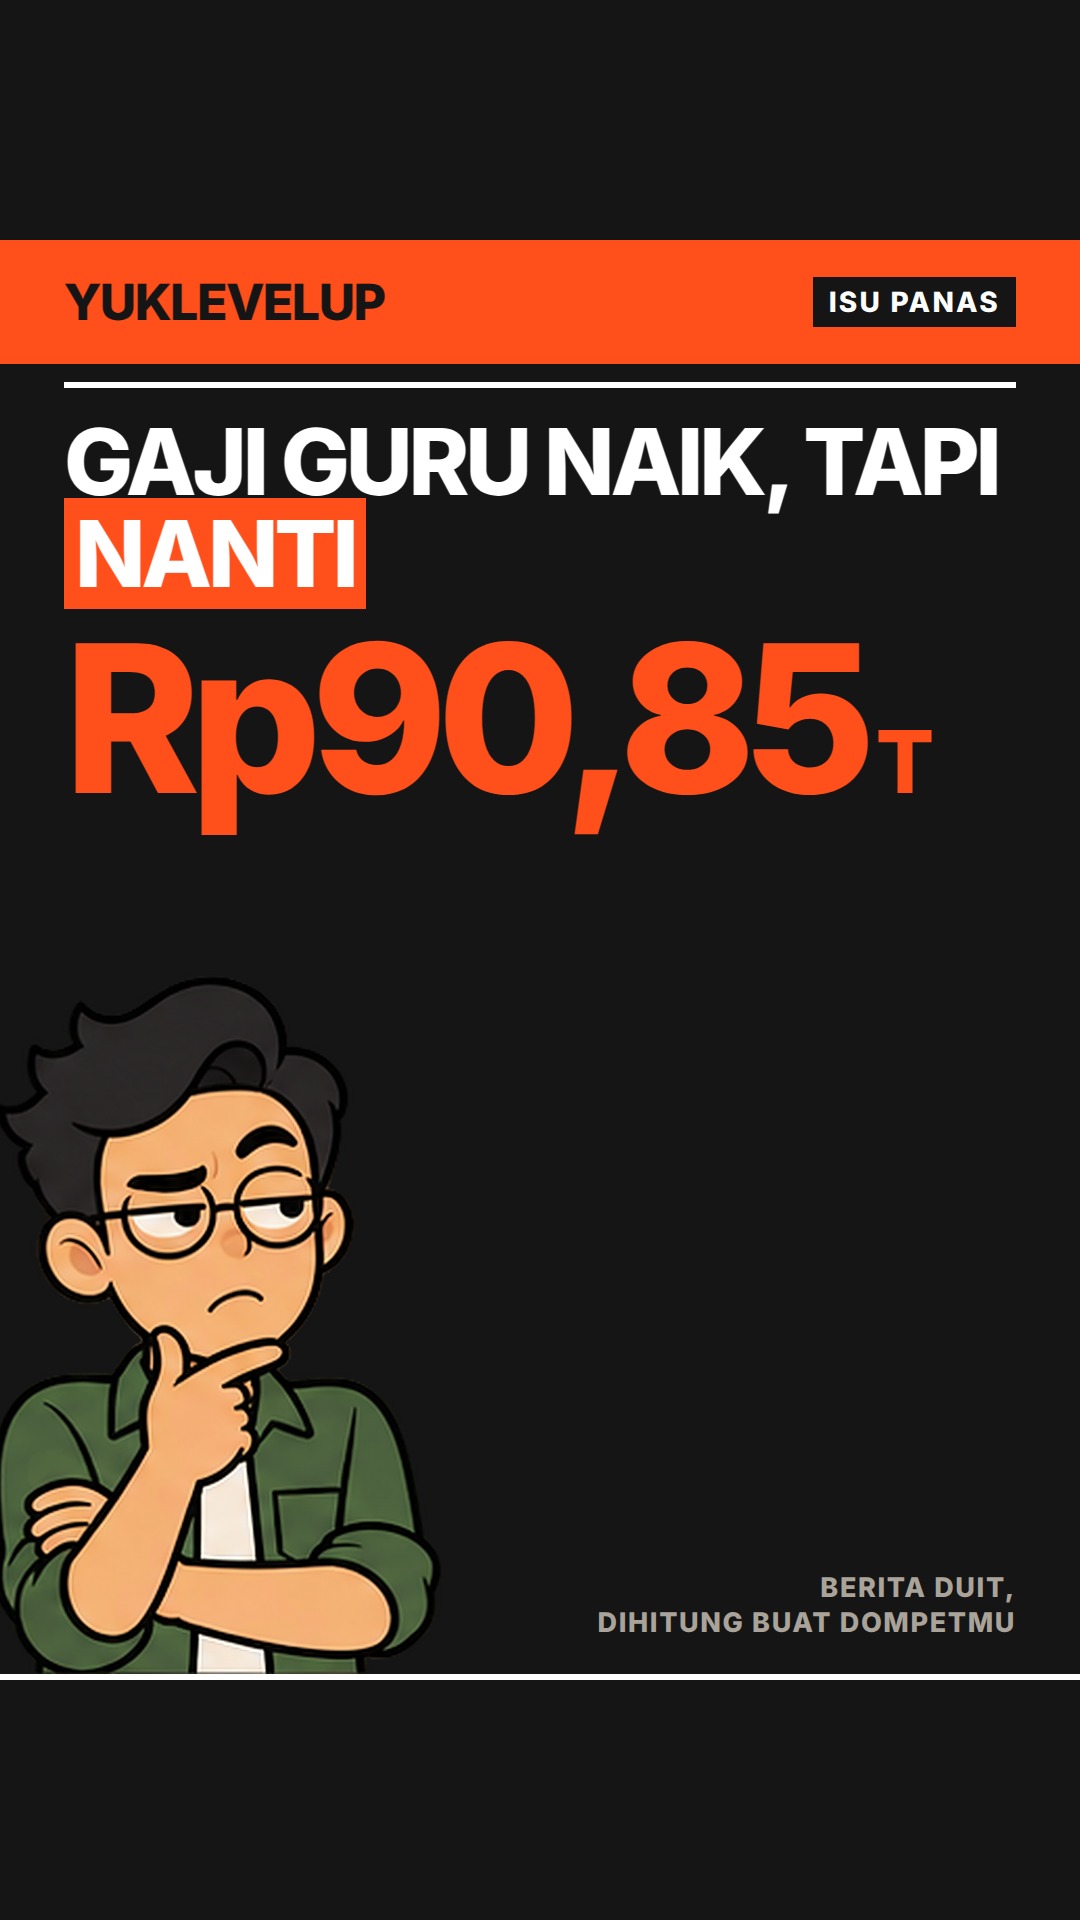 YUKLEVELUP
ISU PANAS
GAJI GURU NAIK, TAPI
NANTI
Rp90,85T
BERITA DUIT,
DIHITUNG BUAT DOMPETMU